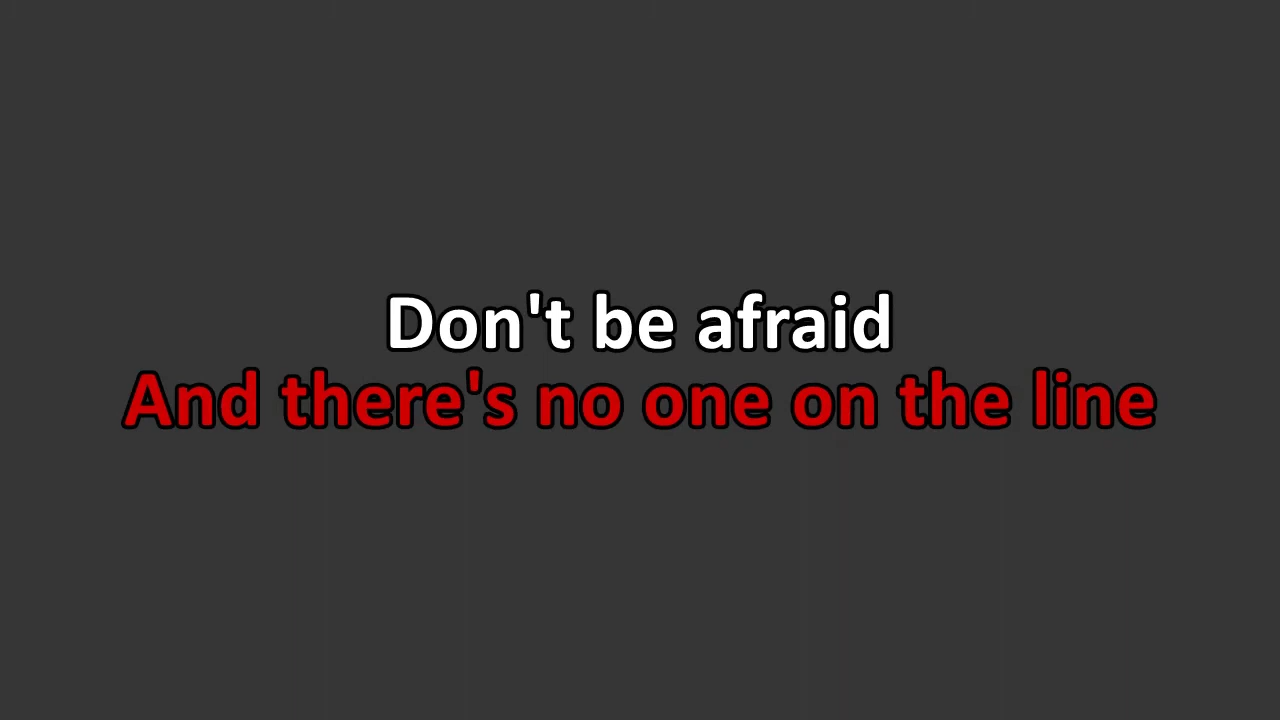 Don't be afraid
And there's no one on the line